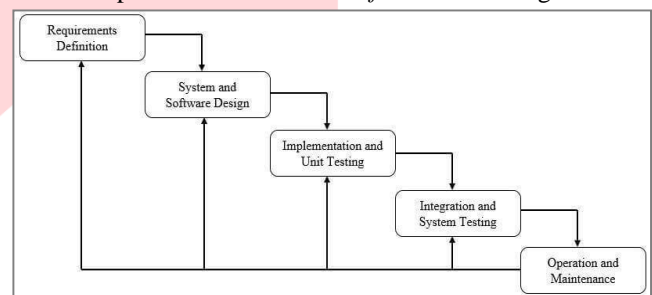 Requirements
Definition
System and
Software Design
Implementation and
Unit Testing
Integration and
System Testing
Operation and
Maintenance